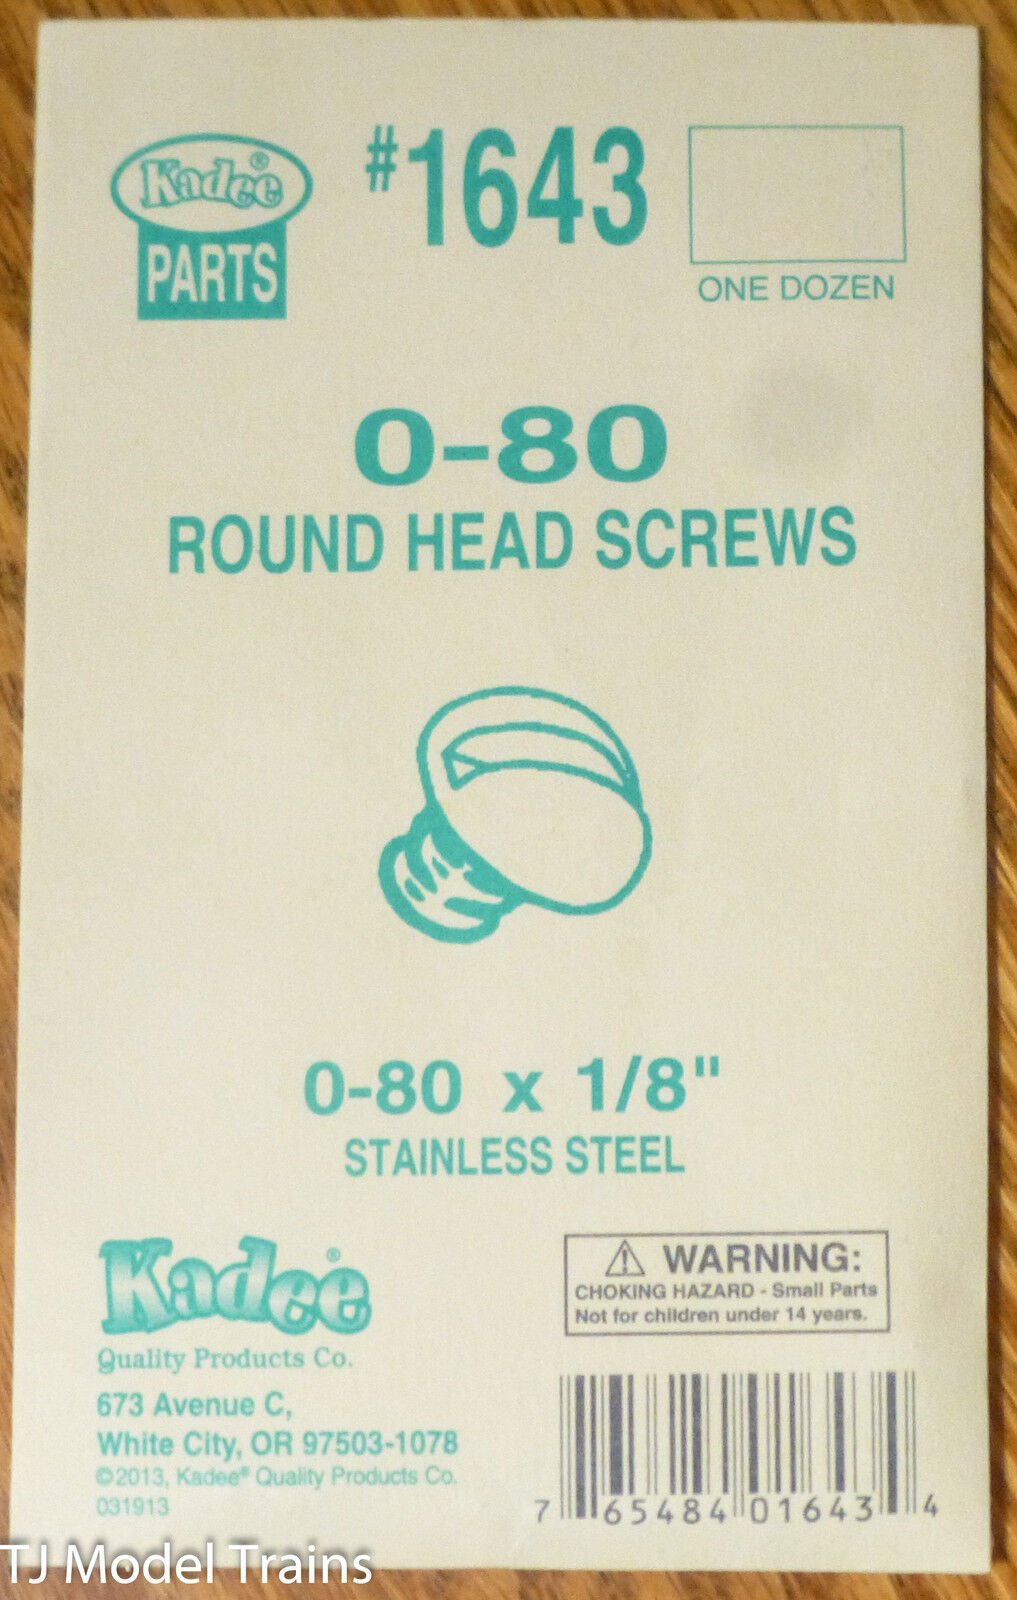 Kadee®
PARTS
#1643
ONE DOZEN
0-80
ROUND HEAD SCREWS
0-80 x 1/8"
STAINLESS STEEL
Kadee®
Quality Products Co.
673 Avenue C,
White City, OR 97503-1078
©2013, Kadee® Quality Products Co.
031913
⚠ WARNING:
CHOKING HAZARD - Small Parts
Not for children under 14 years.
7 65484 01643 4
TJ Model Trains